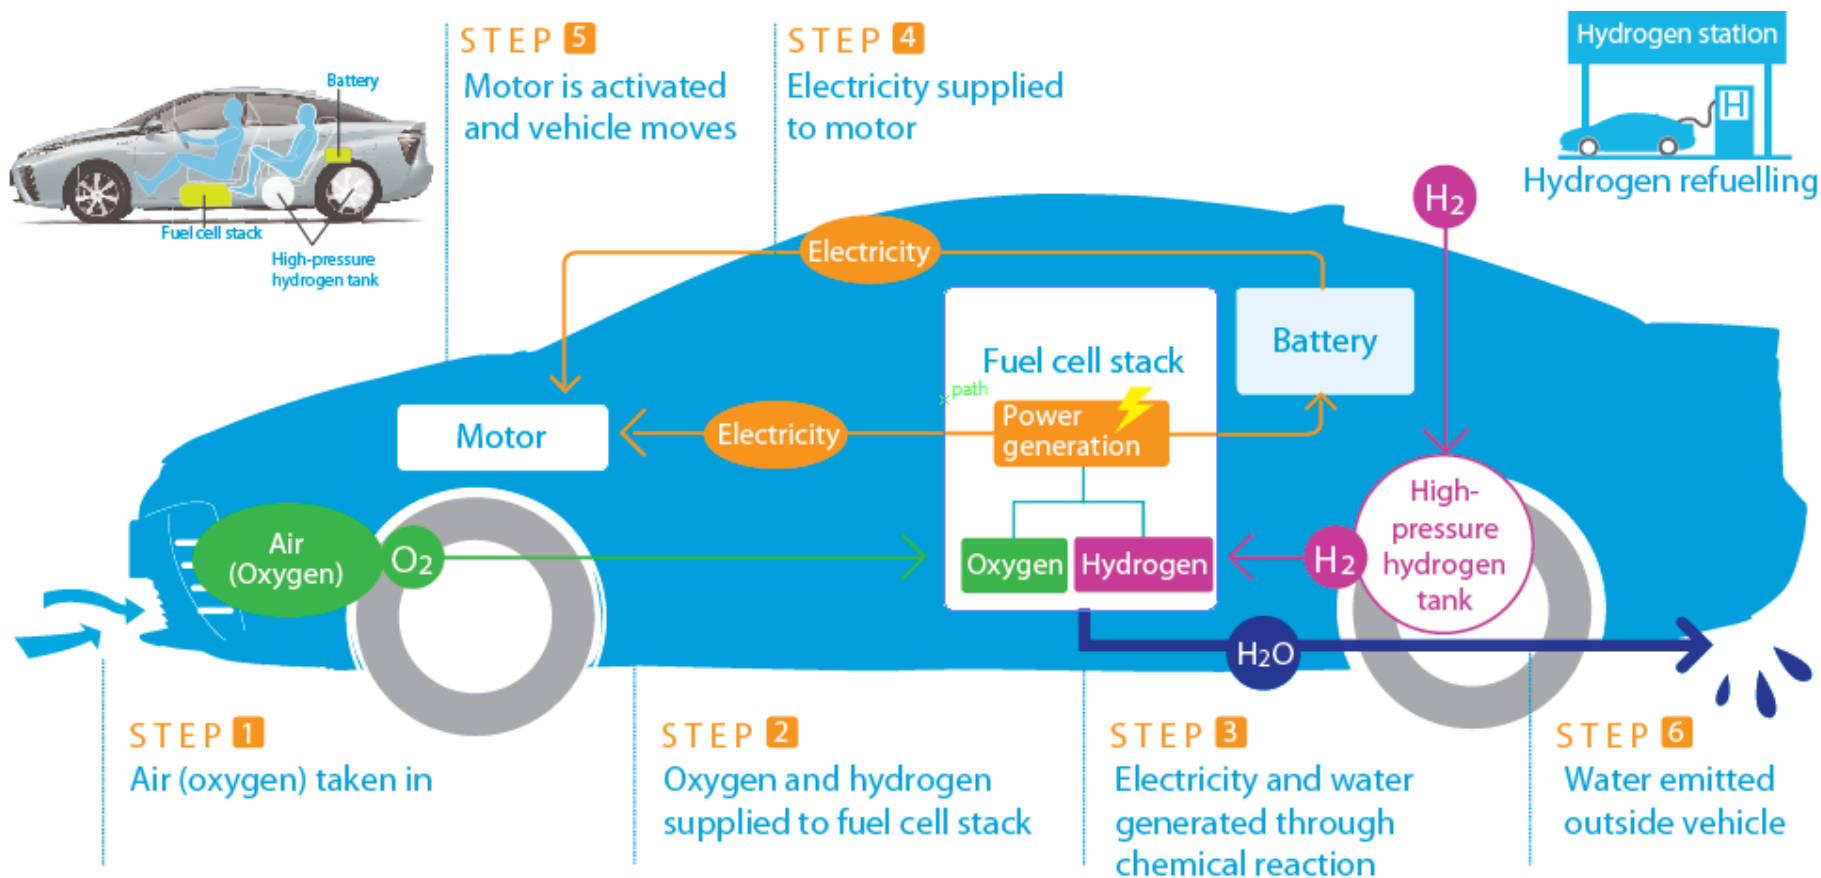 STEP 5
Motor is activated
and vehicle moves
STEP 4
Electricity supplied
to motor
Hydrogen station
H
Hydrogen refuelling
Battery
Fuel cell stack
High-pressure
hydrogen tank
H2
Electricity
Fuel cell stack
Battery
path
Power
generation
Electricity
Motor
Air
(Oxygen)
O2
Oxygen
Hydrogen
H2
High-
pressure
hydrogen
tank
H2O
STEP 1
Air (oxygen) taken in
STEP 2
Oxygen and hydrogen
supplied to fuel cell stack
STEP 3
Electricity and water
generated through
chemical reaction
STEP 6
Water emitted
outside vehicle